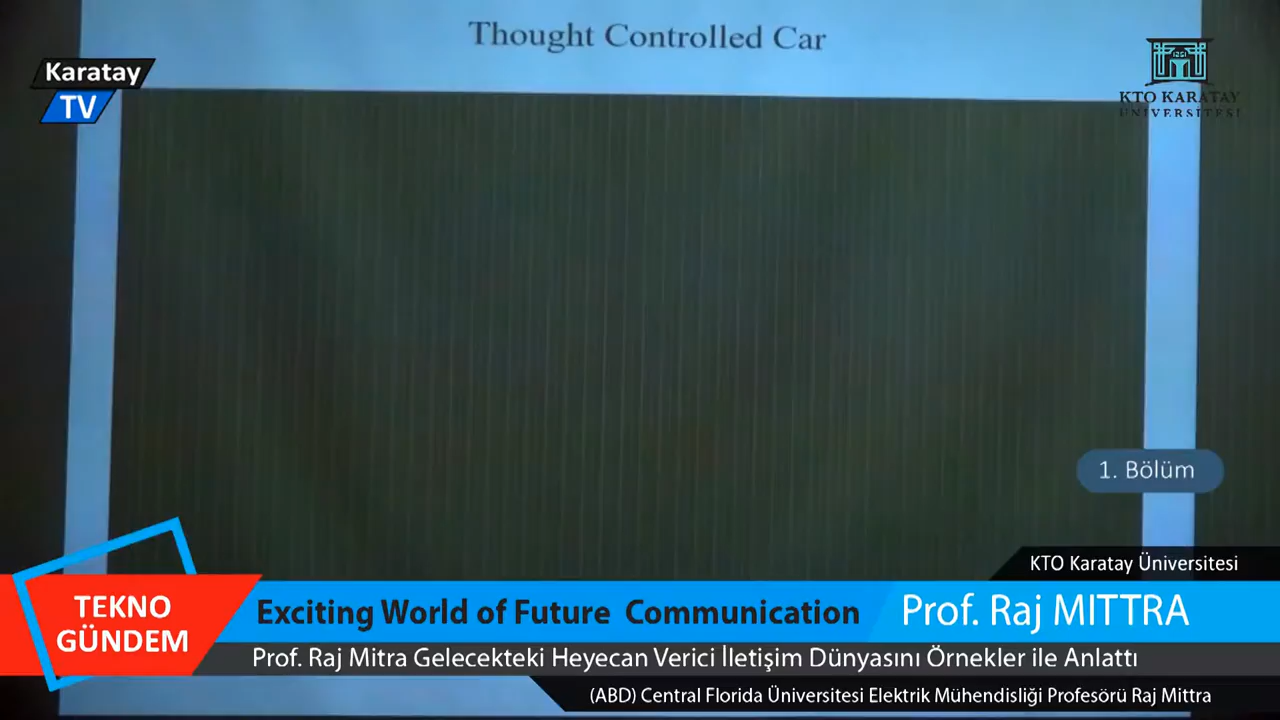 Thought Controlled Car
Karatay
TV
KTO KARATAY
ÜNİVERSİTESİ
1. Bölüm
KTO Karatay Üniversitesi
TEKNO
GÜNDEM
Exciting World of Future Communication
Prof. Raj MITTRA
Prof. Raj Mitra Gelecekteki Heyecan Verici İletişim Dünyasını Örnekler ile Anlattı
(ABD) Central Florida Üniversitesi Elektrik Mühendisliği Profesörü Raj Mittra